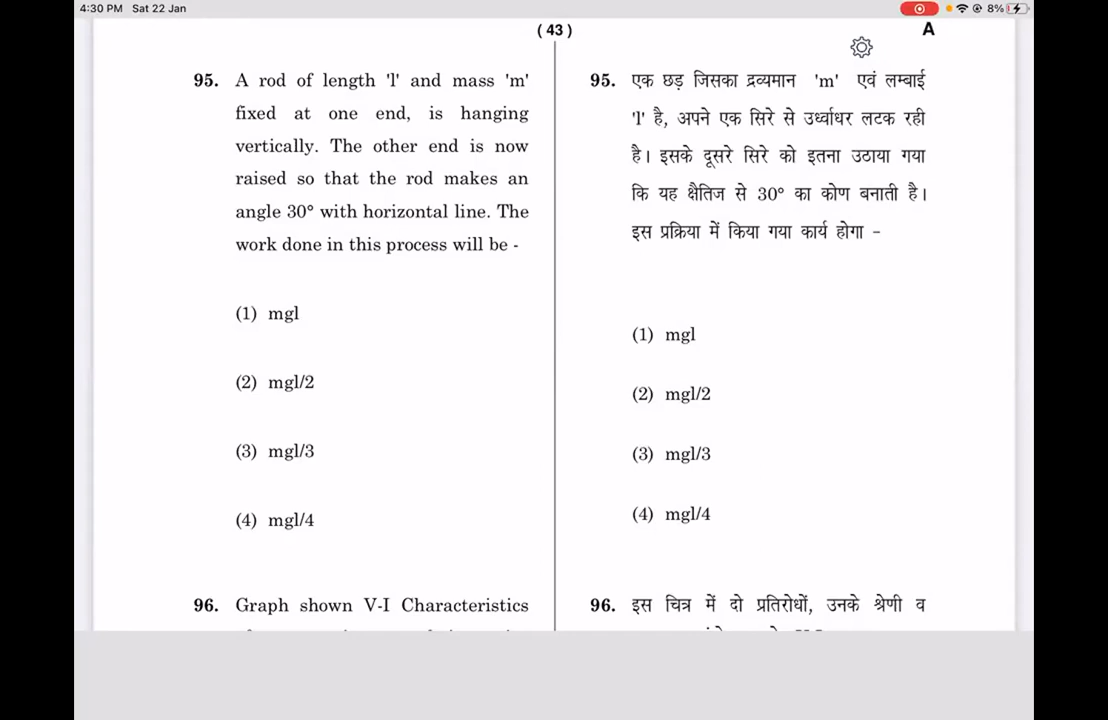 4:30 PM Sat 22 Jan
8%
( 43 )
A
95. A rod of length 'l' and mass 'm'
fixed at one end, is hanging
vertically. The other end is now
raised so that the rod makes an
angle 30° with horizontal line. The
work done in this process will be -
(1) mgl
(2) mgl/2
(3) mgl/3
(4) mgl/4
96. Graph shown V-I Characteristics
95. एक छड़ जिसका द्रव्यमान 'm' एवं लम्बाई
'l' है, अपने एक सिरे से उर्ध्वाधर लटक रही
है। इसके दूसरे सिरे को इतना उठाया गया
कि यह क्षैतिज से 30° का कोण बनाती है।
इस प्रक्रिया में किया गया कार्य होगा -
(1) mgl
(2) mgl/2
(3) mgl/3
(4) mgl/4
96. इस चित्र में दो प्रतिरोधों, उनके श्रेणी व